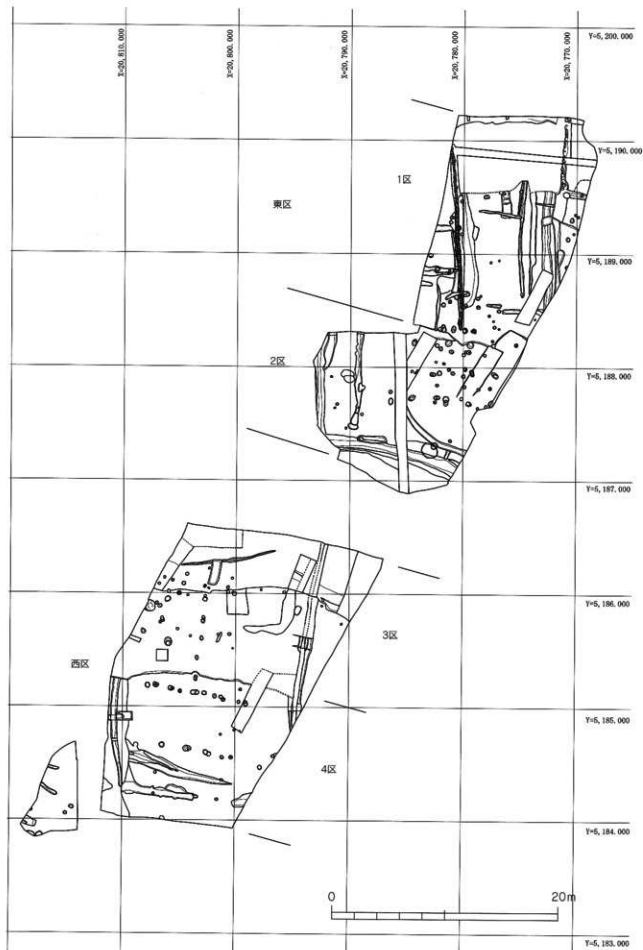 X=20, 810.000
X=20, 800.000
X=20, 790.000
X=20, 780.000
X=20, 770.000
Y=5, 200.000
Y=5, 190.000
1区
東区
Y=5, 189.000
2区
Y=5, 188.000
Y=5, 187.000
Y=5, 186.000
3区
西区
Y=5, 185.000
4区
Y=5, 184.000
0
20m
Y=5, 183.000